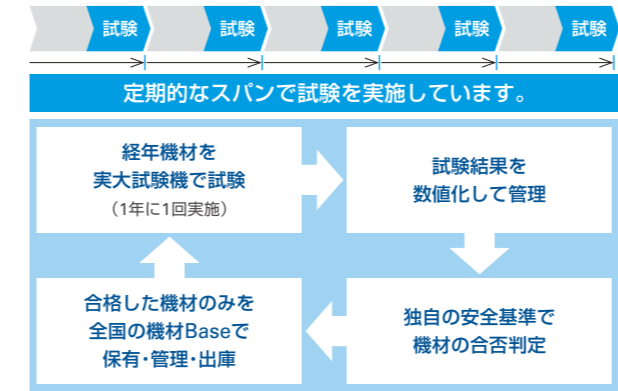 試験 試験 試験 試験 試験
定期的なスパンで試験を実施しています。
経年機材を
実大試験機で試験
（1年に1回実施）
試験結果を
数値化して管理
独自の安全基準で
機材の合否判定
合格した機材のみを
全国の機材Baseで
保有・管理・出庫